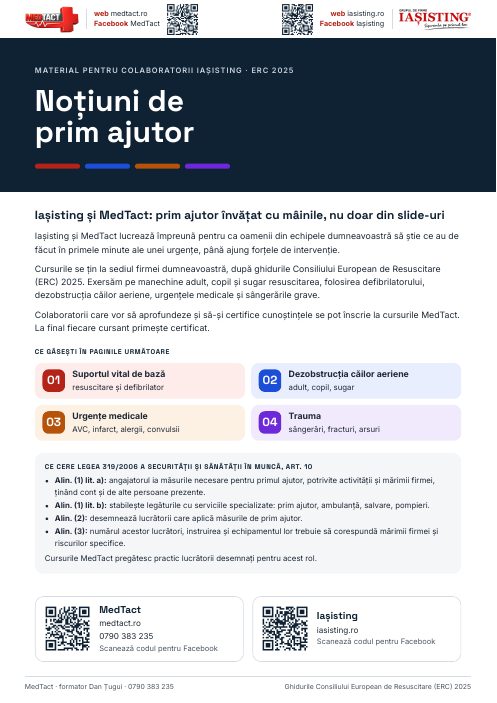 MEDTACT
web medtact.ro
Facebook MedTact
web iasisting.ro
Facebook Iașisting
GRUPUL DE FIRME
IAȘISTING®
Siguranța pe primul loc
MATERIAL PENTRU COLABORATORII IAȘISTING · ERC 2025
Noțiuni de
prim ajutor
Iașisting și MedTact: prim ajutor învățat cu mâinile, nu doar din slide-uri
Iașisting și MedTact lucrează împreună pentru ca oamenii din echipele dumneavoastră să știe ce au de
făcut în primele minute ale unei urgențe, până ajung forțele de intervenție.
Cursurile se țin la sediul firmei dumneavoastră, după ghidurile Consiliului European de Resuscitare
(ERC) 2025. Exersăm pe manechine adult, copil și sugar resuscitarea, folosirea defibrilatorului,
dezobstrucția căilor aeriene, urgențele medicale și sângerările grave.
Colaboratorii care vor să aprofundeze și să-și certifice cunoștințele se pot înscrie la cursurile MedTact.
La final fiecare cursant primește certificat.
CE GĂSEȘTI ÎN PAGINILE URMĂTOARE
01 Suportul vital de bază
resuscitare și defibrilator
02 Dezobstrucția căilor aeriene
adult, copil, sugar
03 Urgențe medicale
AVC, infarct, alergii, convulsii
04 Trauma
sângerări, fracturi, arsuri
CE CERE LEGEA 319/2006 A SECURITĂȚII ȘI SĂNĂTĂȚII ÎN MUNCĂ, ART. 10
• Alin. (1) lit. a): angajatorul ia măsurile necesare pentru primul ajutor, potrivite activității și mărimii firmei,
ținând cont și de alte persoane prezente.
• Alin. (1) lit. b): stabilește legăturile cu serviciile specializate: prim ajutor, ambulanță, salvare, pompieri.
• Alin. (2): desemnează lucrătorii care aplică măsurile de prim ajutor.
• Alin. (3): numărul acestor lucrători, instruirea și echipamentul lor trebuie să corespundă mărimii firmei și
riscurilor specifice.
Cursurile MedTact pregătesc practic lucrătorii desemnați pentru acest rol.
MedTact
medtact.ro
0790 383 235
Scanează codul pentru Facebook
Iașisting
iasisting.ro
Scanează codul pentru Facebook
MedTact · formator Dan Țugui · 0790 383 235
Ghidurile Consiliului European de Resuscitare (ERC) 2025